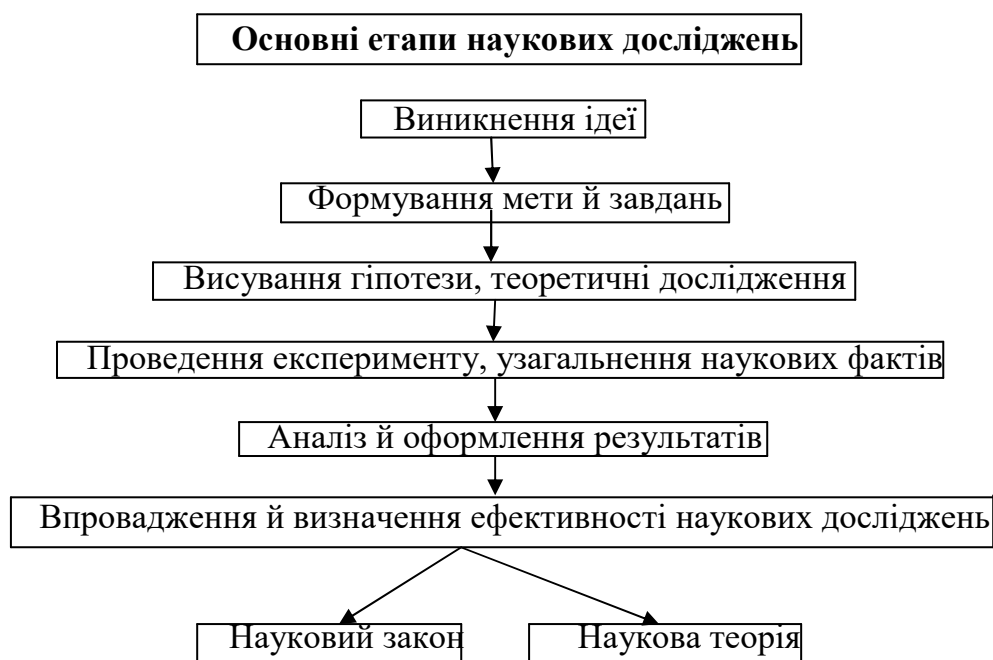 Основні етапи наукових досліджень
Виникнення ідеї
Формування мети й завдань
Висування гіпотези, теоретичні дослідження
Проведення експерименту, узагальнення наукових фактів
Аналіз й оформлення результатів
Впровадження й визначення ефективності наукових досліджень
Науковий закон
Наукова теорія